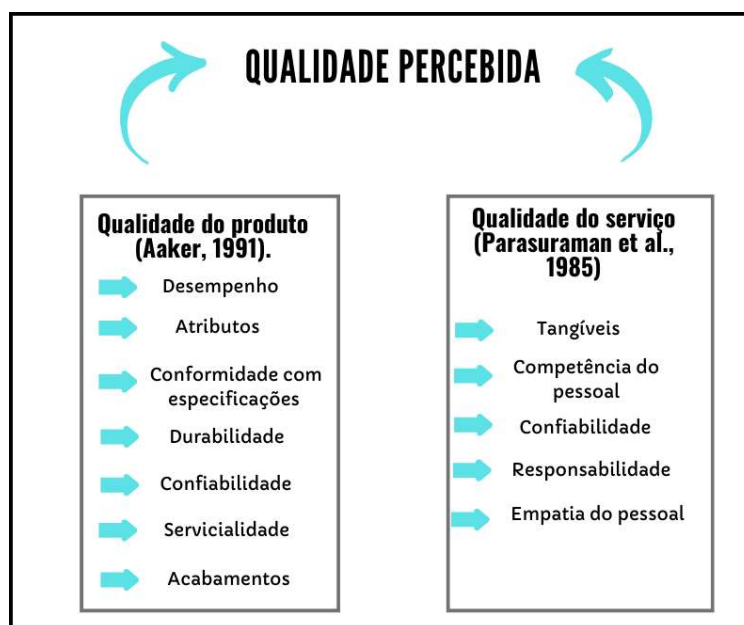 QUALIDADE PERCEBIDA
Qualidade do produto
(Aaker, 1991).
Desempenho
Atributos
Conformidade com
especificações
Durabilidade
Confiabilidade
Servicialidade
Acabamentos
Qualidade do serviço
(Parasuraman et al.,
1985)
Tangíveis
Competência do
pessoal
Confiabilidade
Responsabilidade
Empatia do pessoal